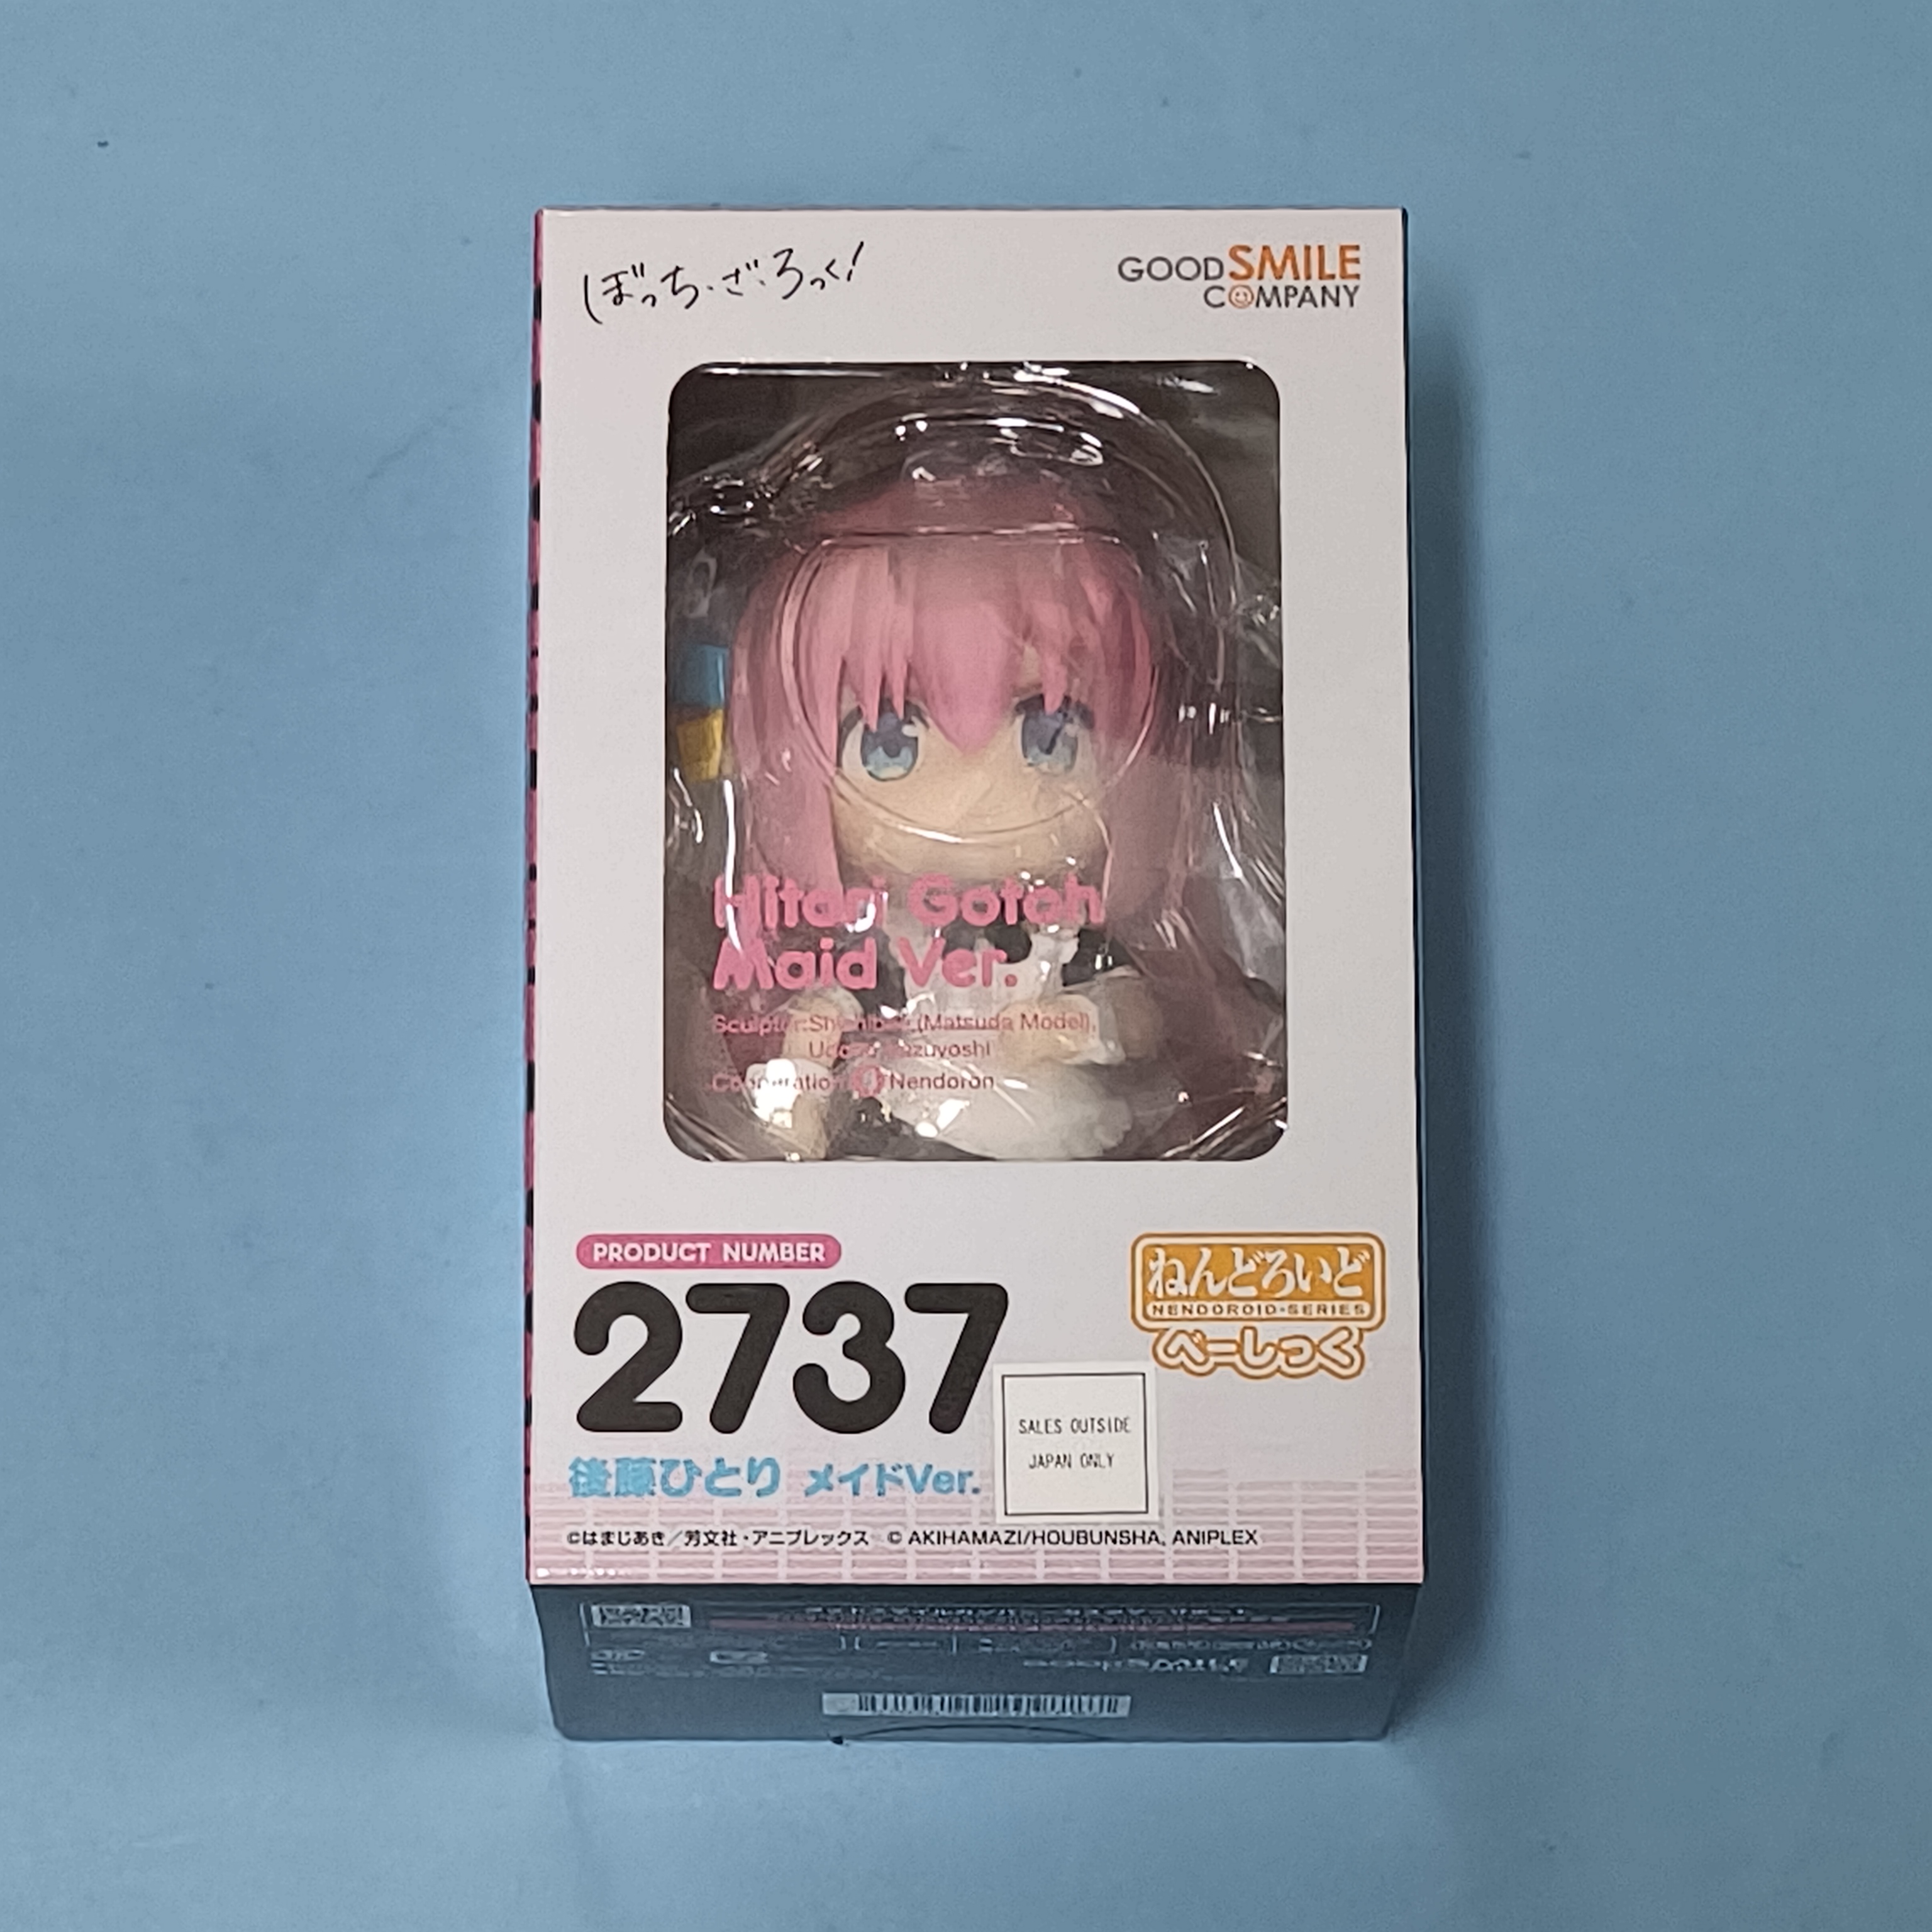 ぼっち・ざ・ろっく!
GOOD SMILE
COMPANY
Hitori Gotoh
Maid Ver.
(Matsuda Model),
Nendoron
PRODUCT NUMBER
2737
ねんどろいど
NENDOROID・SERIES
べーしっく
SALES OUTSIDE
JAPAN ONLY
後藤ひとり メイドVer.
©はまじあき/芳文社・アニプレックス © AKIHAMAZI/HOUBUNSHA, ANIPLEX